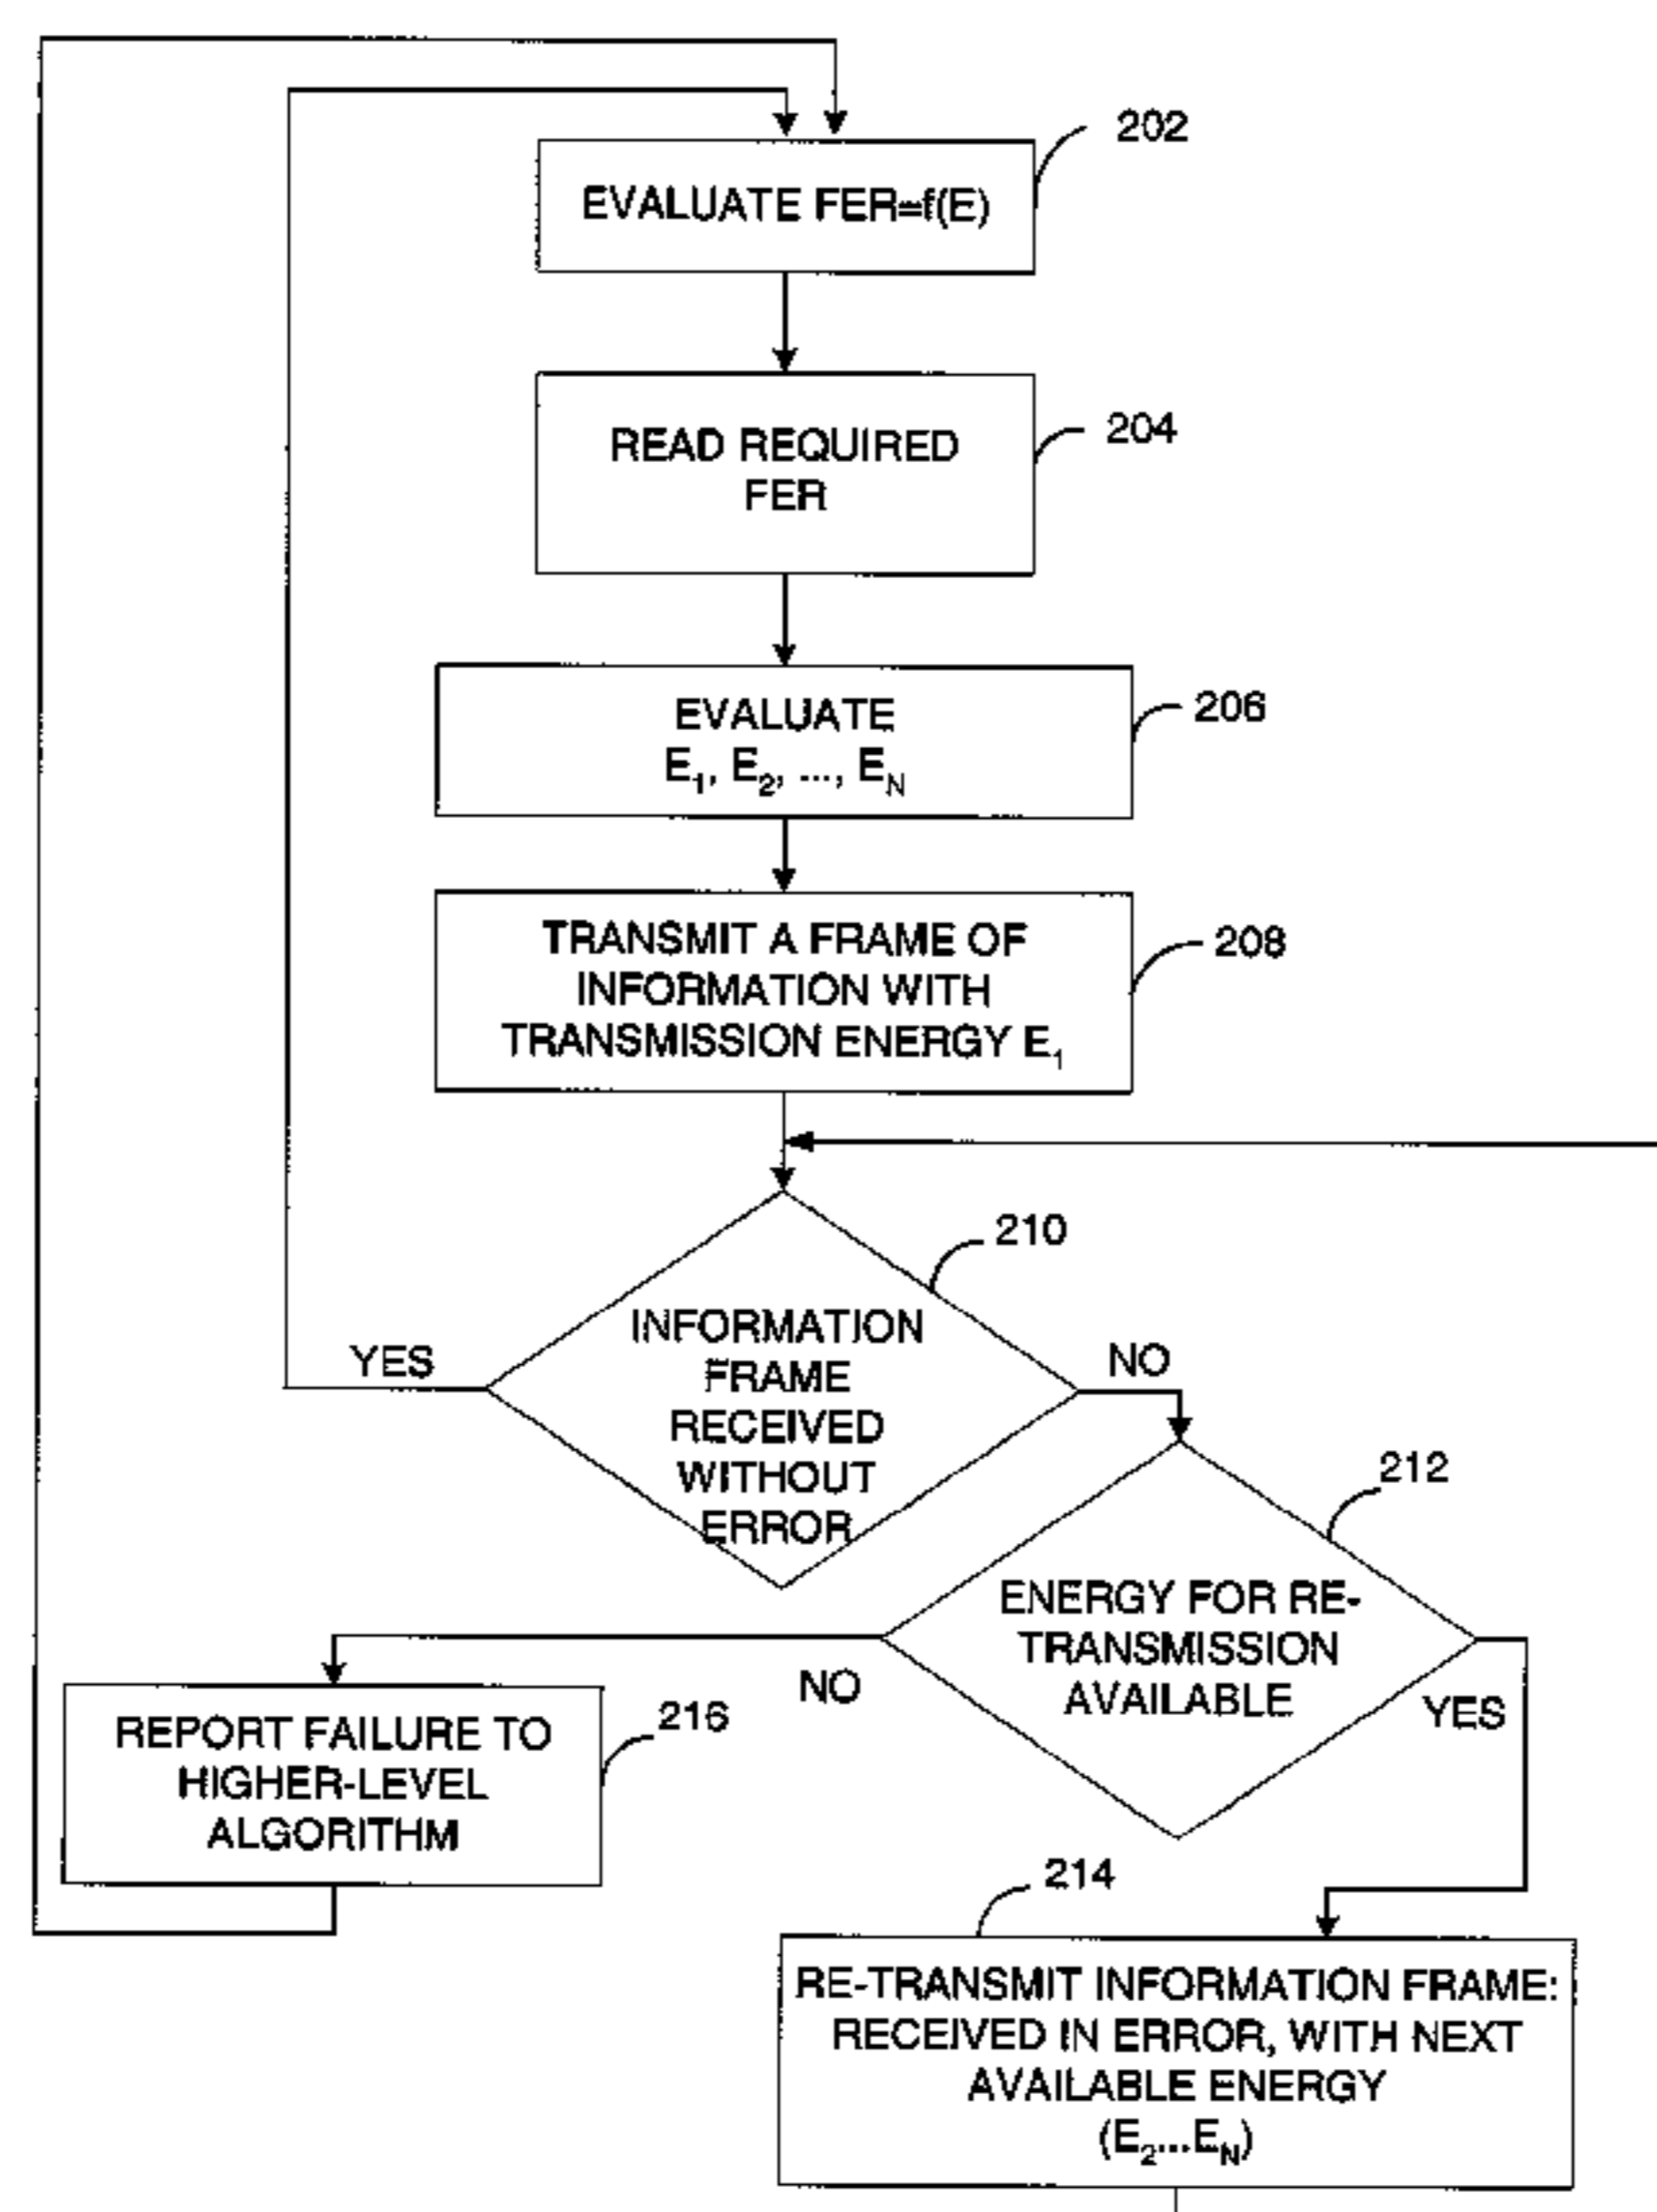 202
EVALUATE FER=f(E)
204
READ REQUIRED
FER
206
EVALUATE
E1, E2, ..., EN
208
TRANSMIT A FRAME OF
INFORMATION WITH
TRANSMISSION ENERGY E1
210
INFORMATION
FRAME
RECEIVED
WITHOUT
ERROR
YES
NO
212
ENERGY FOR RE-
TRANSMISSION
AVAILABLE
NO
YES
216
REPORT FAILURE TO
HIGHER-LEVEL
ALGORITHM
214
RE-TRANSMIT INFORMATION FRAME:
RECEIVED IN ERROR, WITH NEXT
AVAILABLE ENERGY
(E2...EN)